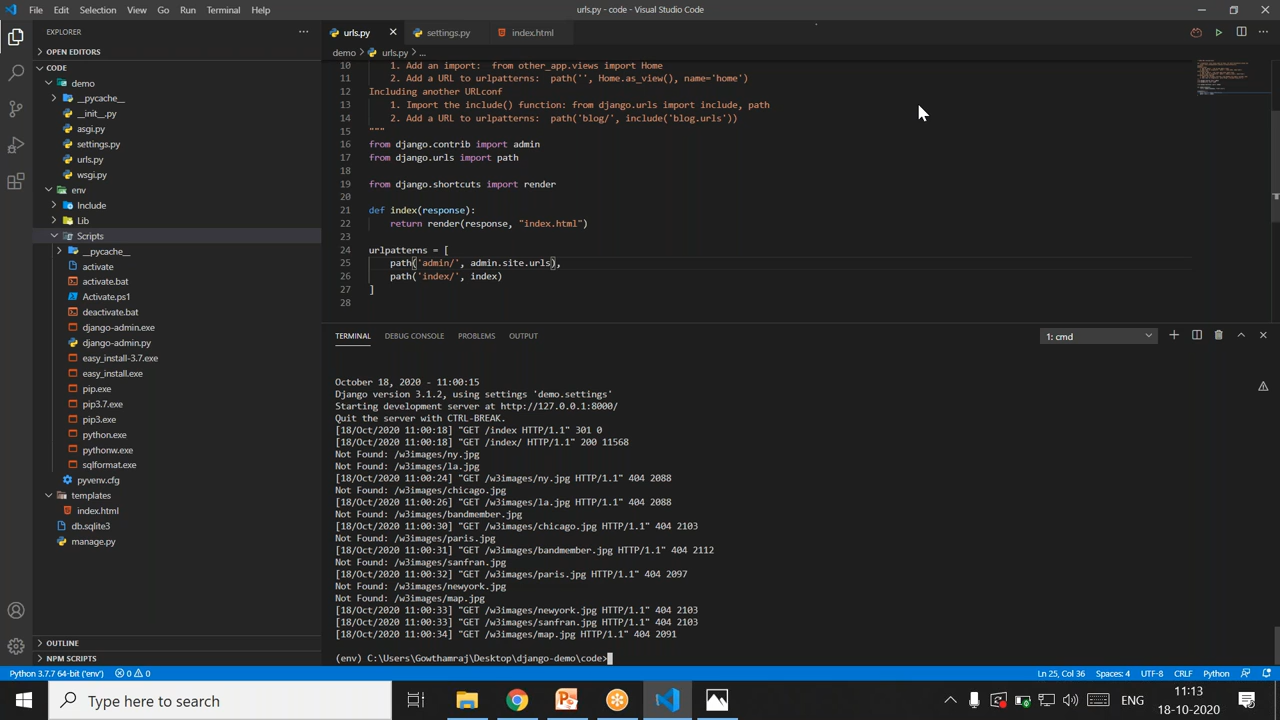 File Edit Selection View Go Run Terminal Help
urls.py - code - Visual Studio Code
EXPLORER
OPEN EDITORS
CODE
demo
__pycache__
__init__.py
asgi.py
settings.py
urls.py
wsgi.py
env
Include
Lib
Scripts
__pycache__
activate
activate.bat
Activate.ps1
deactivate.bat
django-admin.exe
django-admin.py
easy_install-3.7.exe
easy_install.exe
pip.exe
pip3.7.exe
pip3.exe
python.exe
pythonw.exe
sqlformat.exe
pyvenv.cfg
templates
index.html
db.sqlite3
manage.py
OUTLINE
NPM SCRIPTS
urls.py settings.py index.html
demo > urls.py > ...
10 1. Add an import:  from other_app.views import Home
11 2. Add a URL to urlpatterns:  path('', Home.as_view(), name='home')
12 Including another URLconf
13 1. Import the include() function: from django.urls import include, path
14 2. Add a URL to urlpatterns:  path('blog/', include('blog.urls'))
15 """
16 from django.contrib import admin
17 from django.urls import path
18
19 from django.shortcuts import render
20
21 def index(response):
22 return render(response, "index.html")
23
24 urlpatterns = [
25 path('admin/', admin.site.urls),
26 path('index/', index)
27 ]
28
TERMINAL DEBUG CONSOLE PROBLEMS OUTPUT
1: cmd
October 18, 2020 - 11:00:15
Django version 3.1.2, using settings 'demo.settings'
Starting development server at http://127.0.0.1:8000/
Quit the server with CTRL-BREAK.
[18/Oct/2020 11:00:18] "GET /index HTTP/1.1" 301 0
[18/Oct/2020 11:00:18] "GET /index/ HTTP/1.1" 200 11568
Not Found: /w3images/ny.jpg
Not Found: /w3images/la.jpg
[18/Oct/2020 11:00:24] "GET /w3images/ny.jpg HTTP/1.1" 404 2088
Not Found: /w3images/chicago.jpg
[18/Oct/2020 11:00:26] "GET /w3images/la.jpg HTTP/1.1" 404 2088
Not Found: /w3images/bandmember.jpg
[18/Oct/2020 11:00:30] "GET /w3images/chicago.jpg HTTP/1.1" 404 2103
Not Found: /w3images/paris.jpg
[18/Oct/2020 11:00:31] "GET /w3images/bandmember.jpg HTTP/1.1" 404 2112
Not Found: /w3images/sanfran.jpg
[18/Oct/2020 11:00:32] "GET /w3images/paris.jpg HTTP/1.1" 404 2097
Not Found: /w3images/newyork.jpg
Not Found: /w3images/map.jpg
[18/Oct/2020 11:00:33] "GET /w3images/newyork.jpg HTTP/1.1" 404 2103
[18/Oct/2020 11:00:33] "GET /w3images/sanfran.jpg HTTP/1.1" 404 2103
[18/Oct/2020 11:00:34] "GET /w3images/map.jpg HTTP/1.1" 404 2091
(env) C:\Users\Gowthamraj\Desktop\django-demo\code>
Python 3.7.7 64-bit ('env') 0 0
Ln 25, Col 36 Spaces: 4 UTF-8 CRLF Python
Type here to search
ENG
11:13
18-10-2020